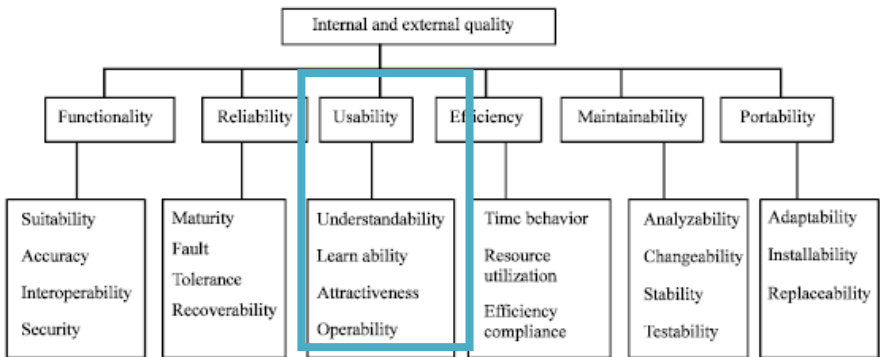 Internal and external quality
Functionality
Reliability
Usability
Efficiency
Maintainability
Portability
Suitability
Accuracy
Interoperability
Security
Maturity
Fault
Tolerance
Recoverability
Understandability
Learn ability
Attractiveness
Operability
Time behavior
Resource
utilization
Efficiency
compliance
Analyzability
Changeability
Stability
Testability
Adaptability
Installability
Replaceability